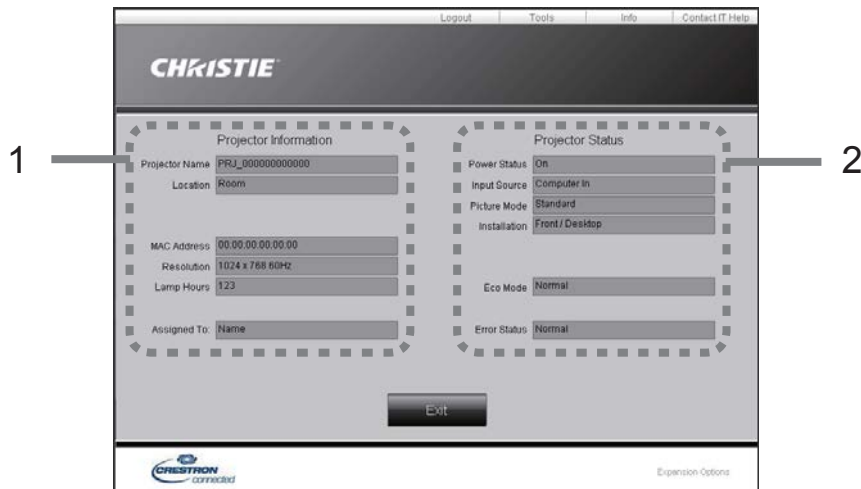 Logout Tools Info Contact IT Help
CHRISTIE
1
Projector Information
Projector Name PRJ_000000000000
Location Room
MAC Address 00:00:00:00:00:00
Resolution 1024 x 768 60Hz
Lamp Hours 123
Assigned To: Name
2
Projector Status
Power Status On
Input Source Computer In
Picture Mode Standard
Installation Front / Desktop
Eco Mode Normal
Error Status Normal
Exit
CRESTRON
connected
Expansion Options